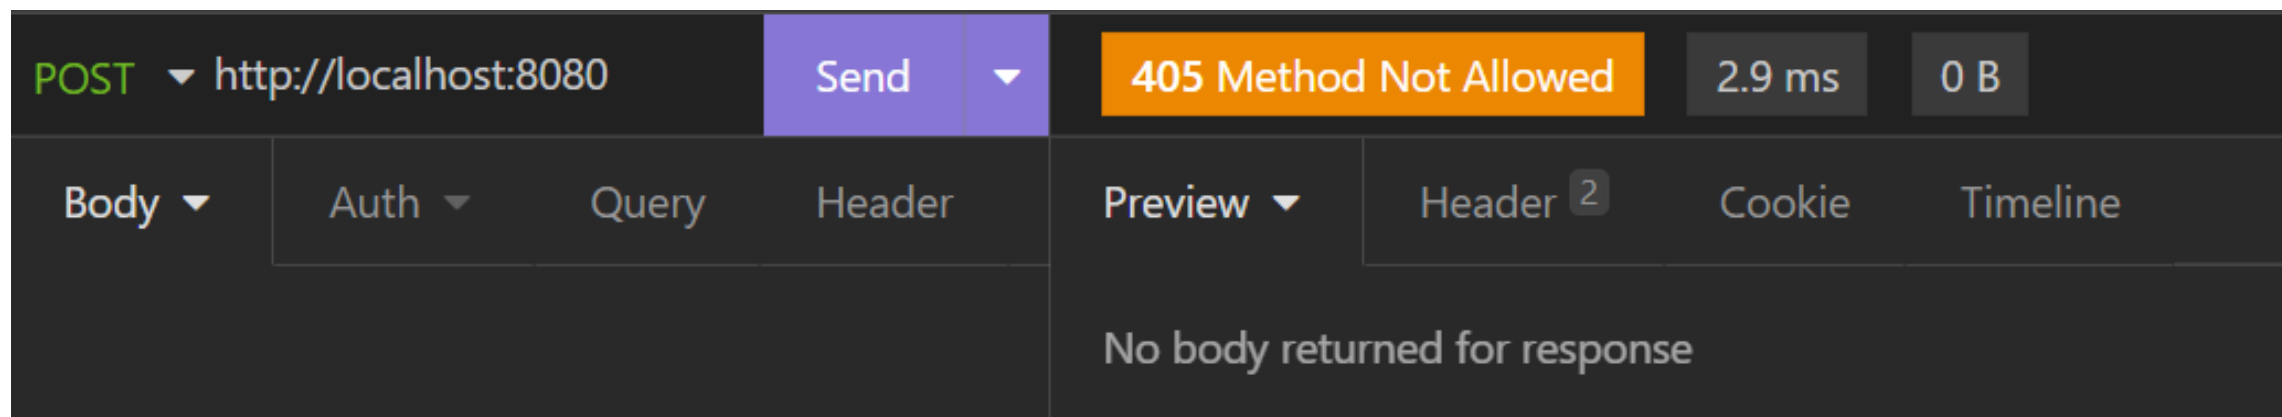 POST http://localhost:8080 Send 405 Method Not Allowed 2.9 ms 0 B
Body Auth Query Header Preview Header 2 Cookie Timeline
No body returned for response